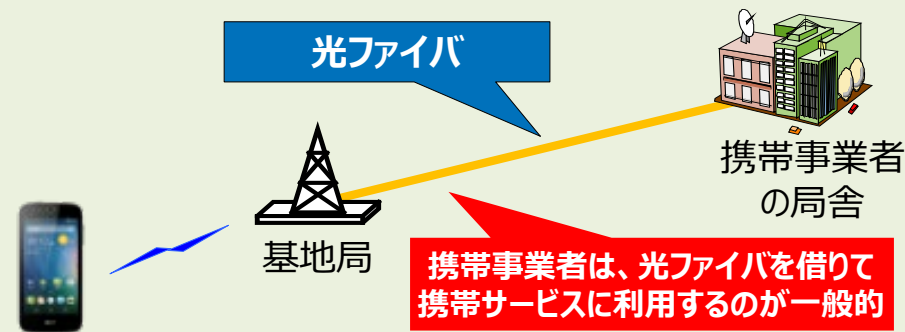 光ファイバ
携帯事業者
の局舎
基地局
携帯事業者は、光ファイバを借りて
携帯サービスに利用するのが一般的